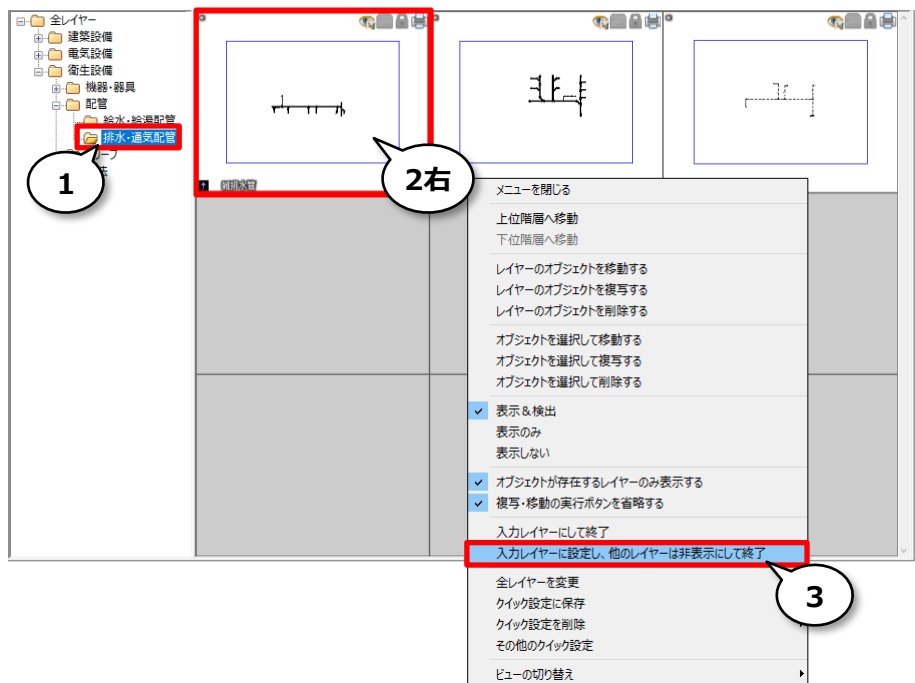 全レイヤー
建築設備
電気設備
衛生設備
機器・器具
配管
給水・給湯配管
排水・通気配管
1
雑排水管
2右
メニューを閉じる
上位階層へ移動
下位階層へ移動
レイヤーのオブジェクトを移動する
レイヤーのオブジェクトを複写する
レイヤーのオブジェクトを削除する
オブジェクトを選択して移動する
オブジェクトを選択して複写する
オブジェクトを選択して削除する
表示&検出
表示のみ
表示しない
オブジェクトが存在するレイヤーのみ表示する
複写・移動の実行ボタンを省略する
入力レイヤーにして終了
入力レイヤーに設定し、他のレイヤーは非表示にして終了
3
全レイヤーを変更
クイック設定に保存
クイック設定を削除
その他のクイック設定
ビューの切り替え